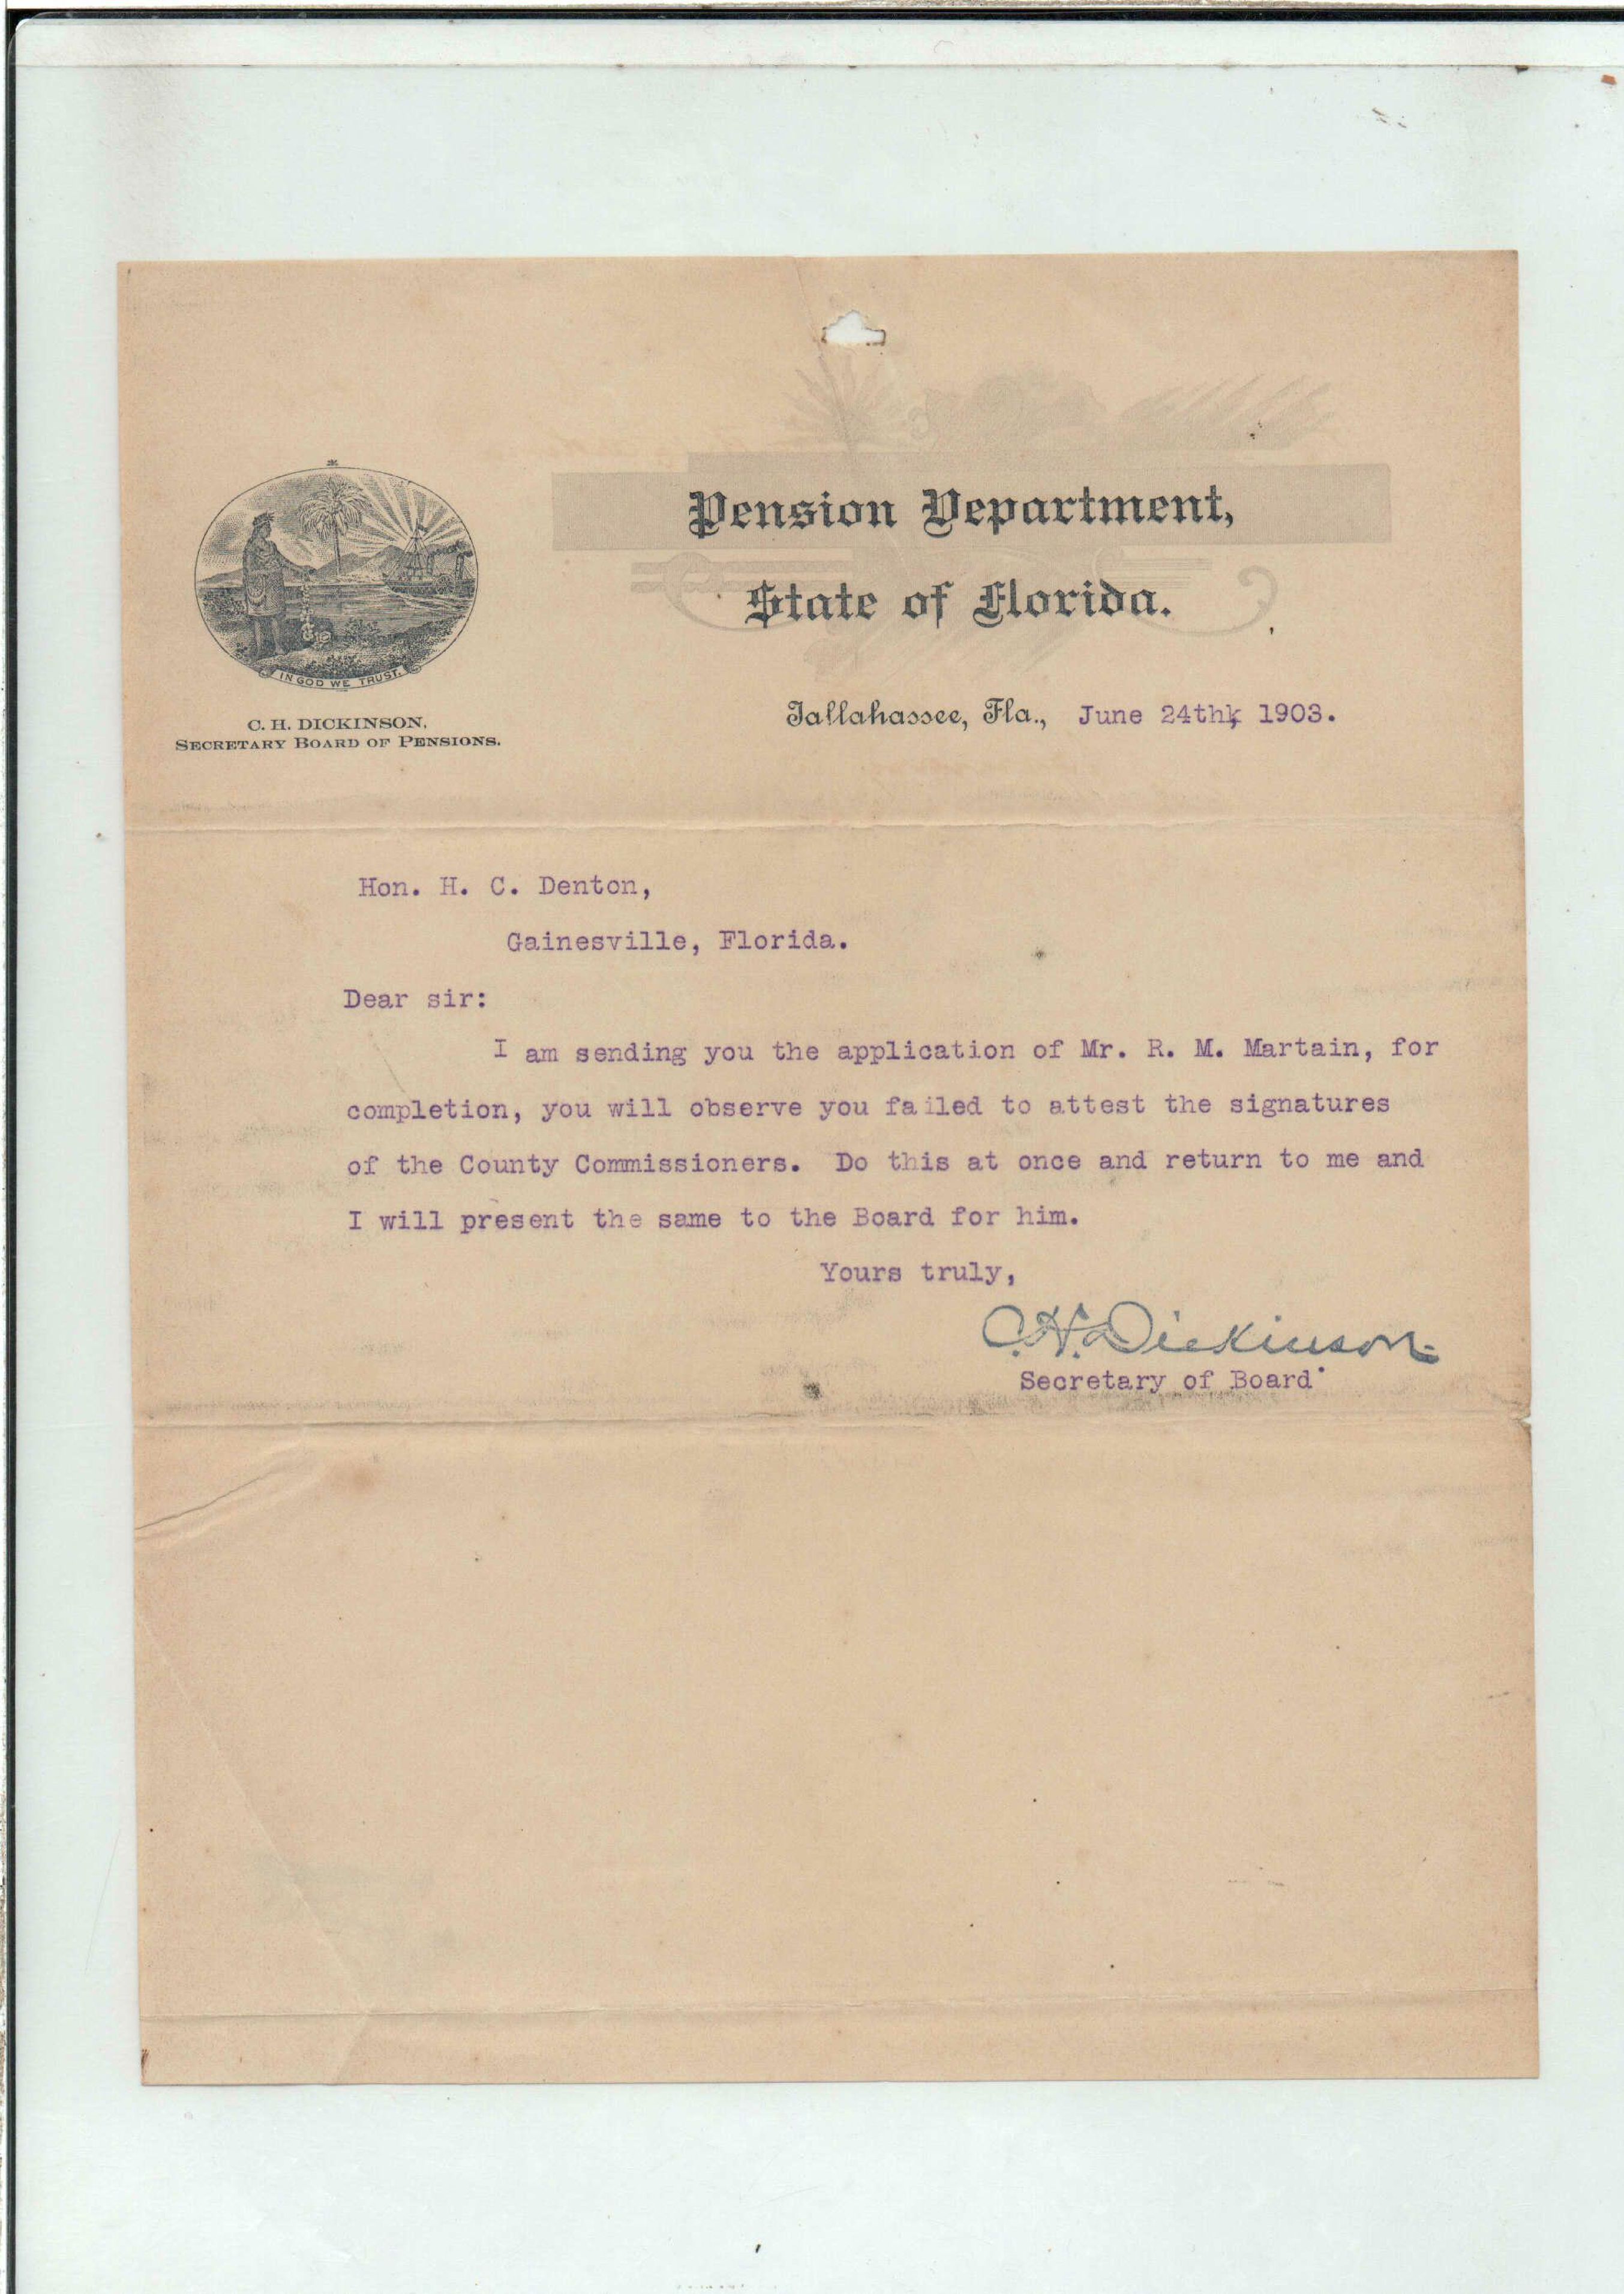 Pension Department,
State of Florida.
IN GOD WE TRUST.
C. H. DICKINSON,
SECRETARY BOARD OF PENSIONS.
Tallahassee, Fla., June 24th, 1903.
Hon. H. C. Denton,
Gainesville, Florida.
Dear sir:
I am sending you the application of Mr. R. M. Martain, for
completion, you will observe you failed to attest the signatures
of the County Commissioners. Do this at once and return to me and
I will present the same to the Board for him.
Yours truly,
C. H. Dickinson
Secretary of Board